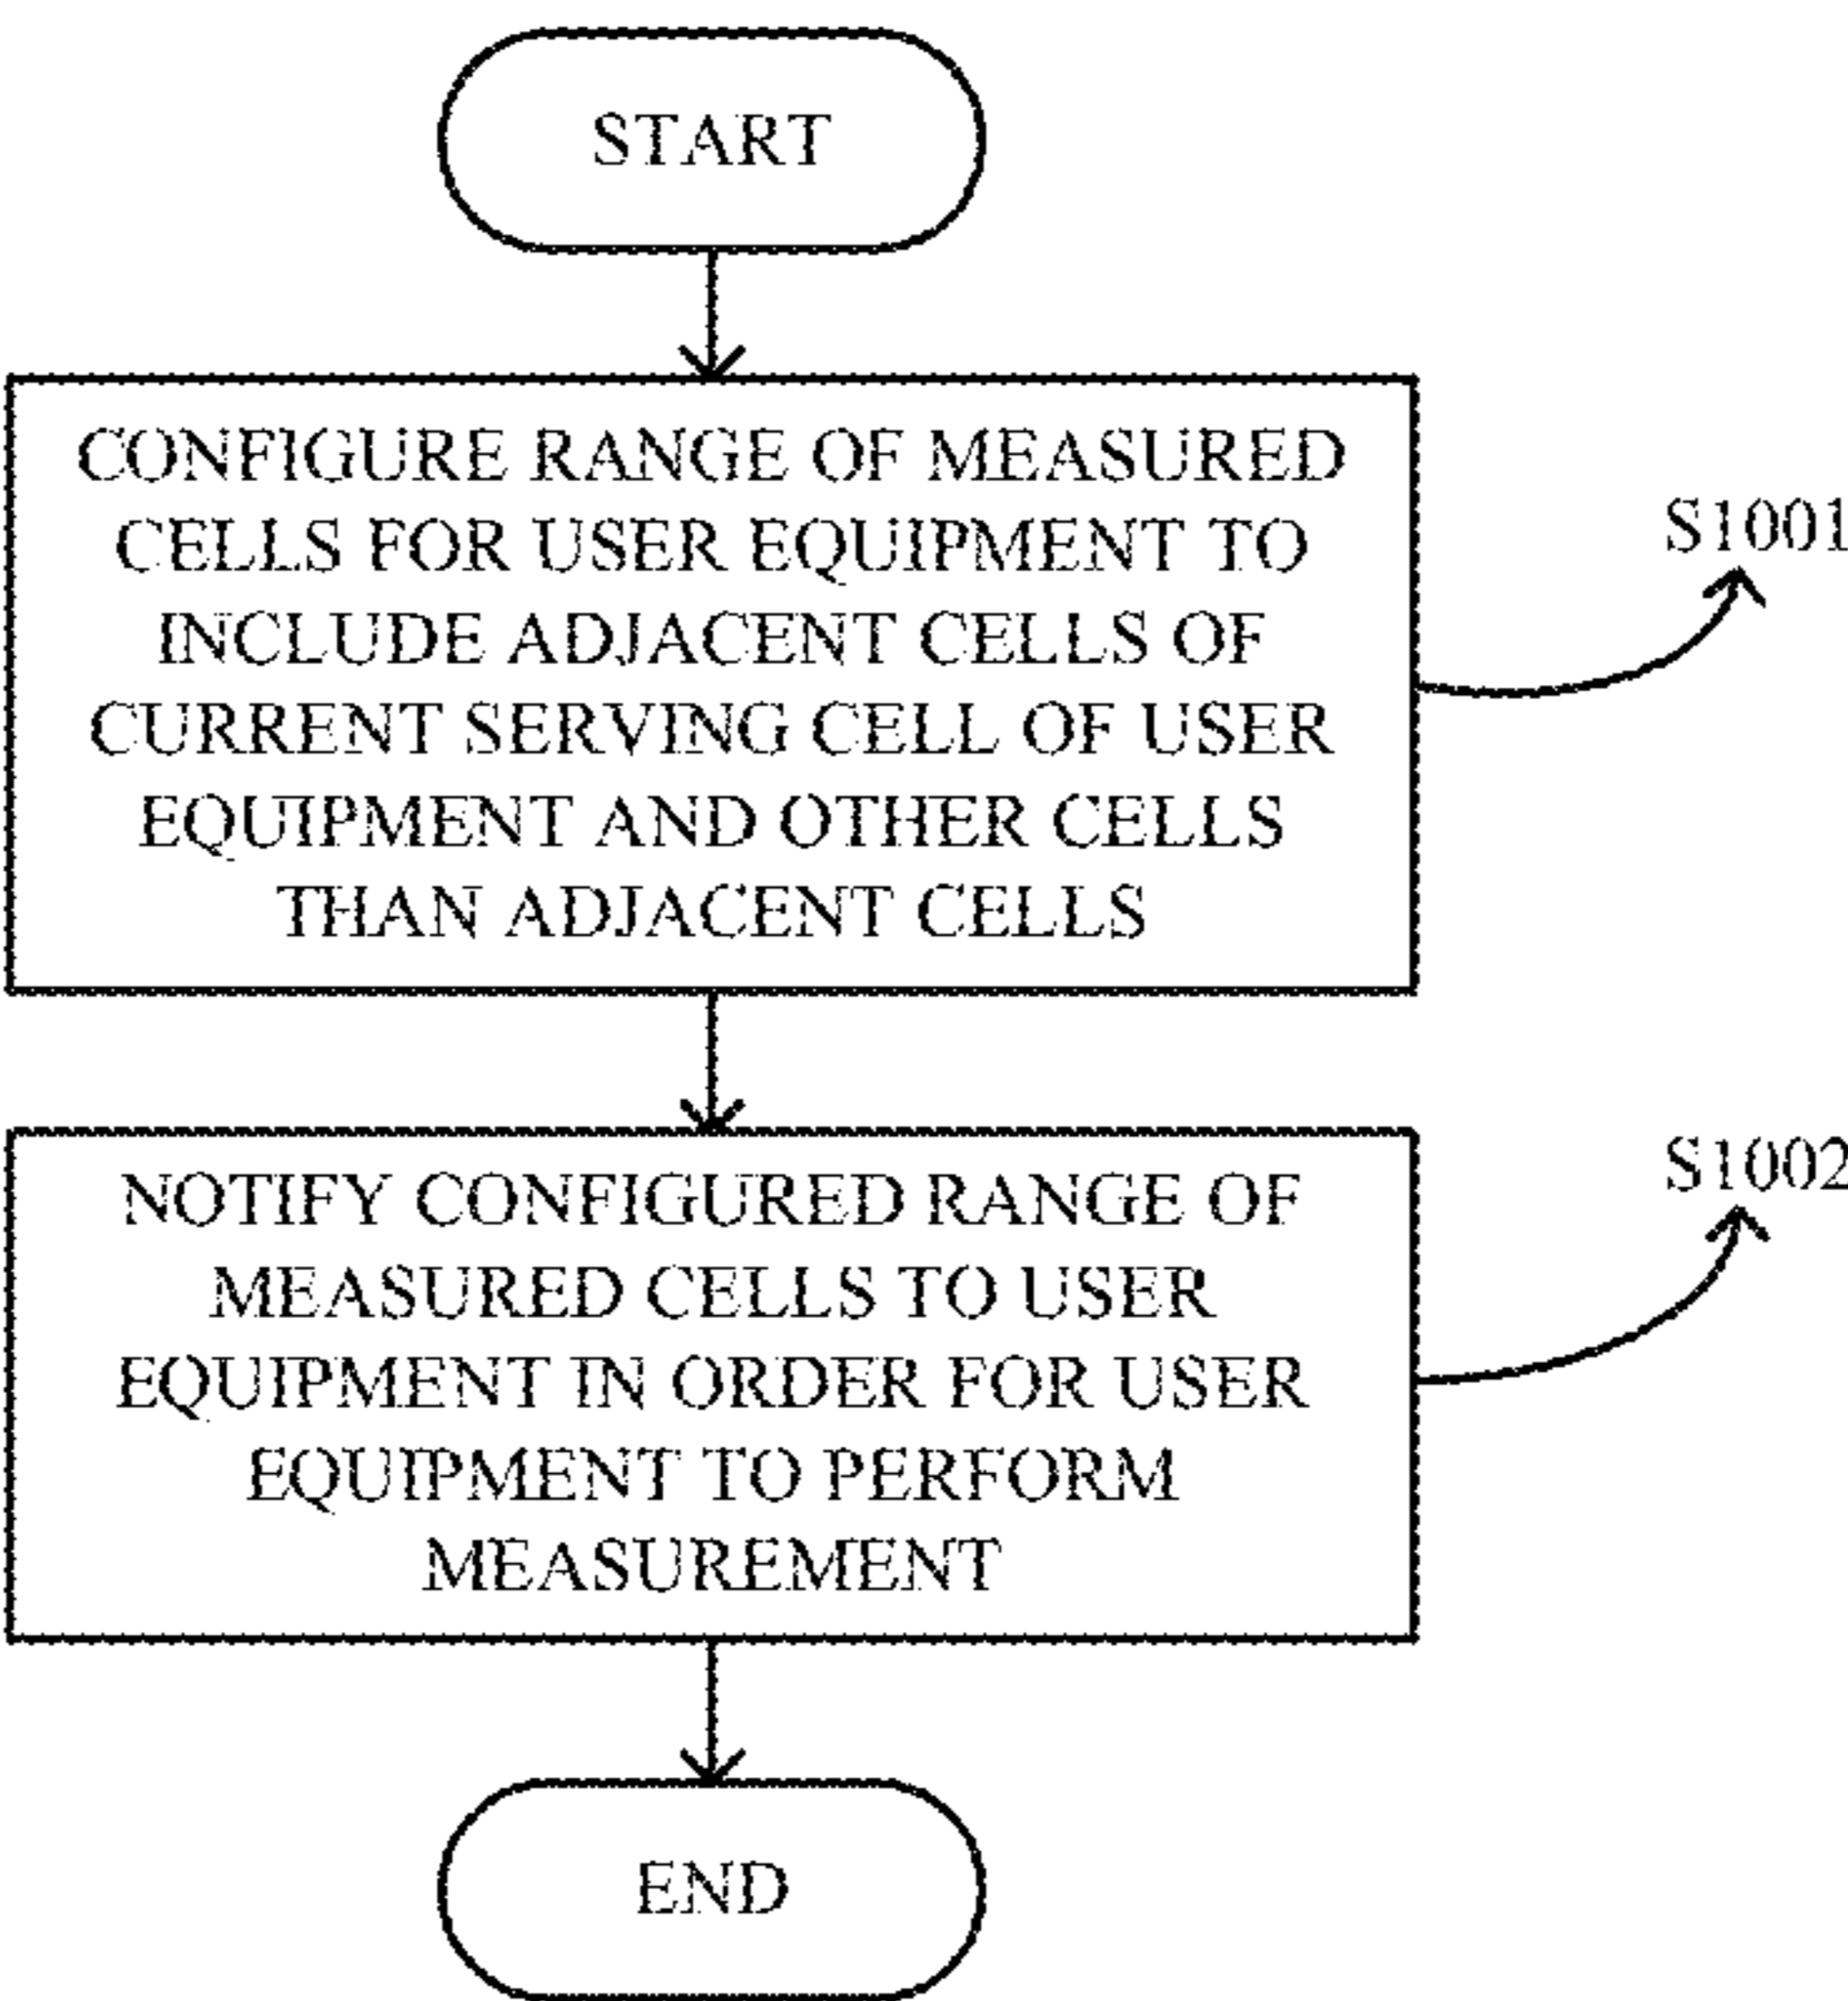 START
CONFIGURE RANGE OF MEASURED
CELLS FOR USER EQUIPMENT TO
INCLUDE ADJACENT CELLS OF
CURRENT SERVING CELL OF USER
EQUIPMENT AND OTHER CELLS
THAN ADJACENT CELLS
S1001
NOTIFY CONFIGURED RANGE OF
MEASURED CELLS TO USER
EQUIPMENT IN ORDER FOR USER
EQUIPMENT TO PERFORM
MEASUREMENT
S1002
END